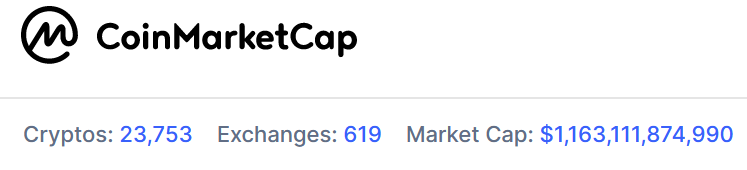 CoinMarketCap
Cryptos: 23,753 Exchanges: 619 Market Cap: $1,163,111,874,990